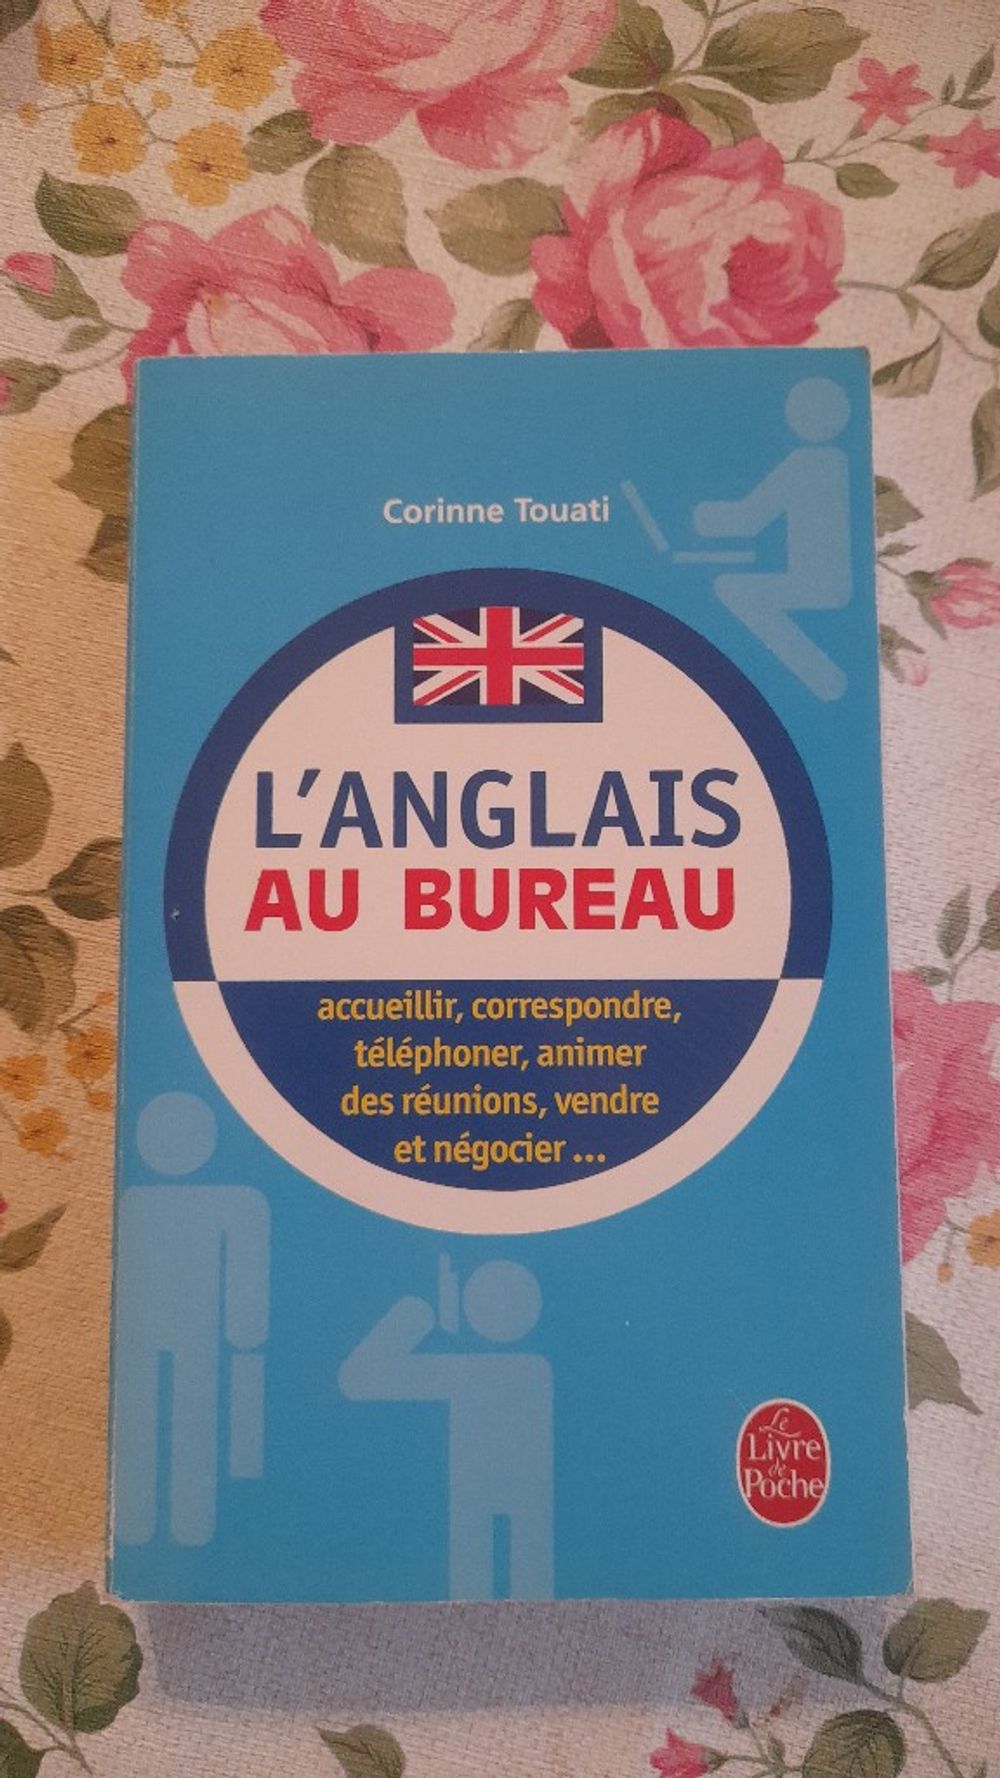 Corinne Touati
L'ANGLAIS
AU BUREAU
accueillir, correspondre,
téléphoner, animer
des réunions, vendre
et négocier ...
Le
Livre
de
Poche